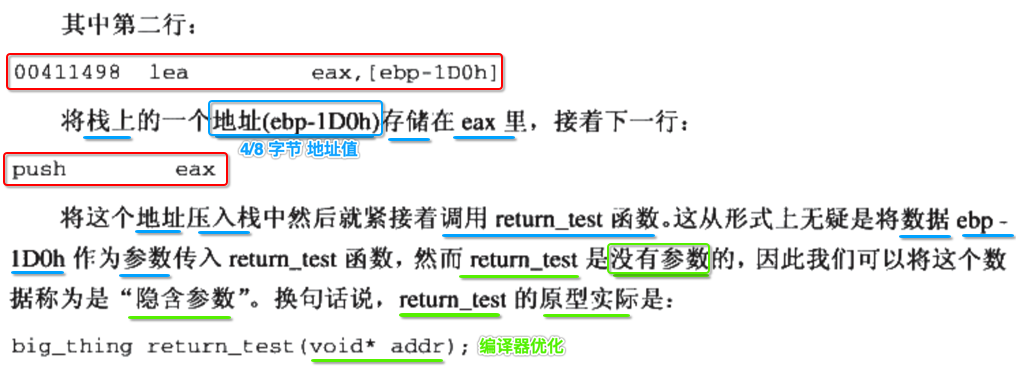 其中第二行：
00411498 lea eax,[ebp-1D0h]
将栈上的一个地址(ebp-1D0h)存储在 eax 里，接着下一行：
4/8 字节 地址值
push eax
将这个地址压入栈中然后就紧接着调用 return_test 函数。这从形式上无疑是将数据 ebp -
1D0h 作为参数传入 return_test 函数，然而 return_test 是没有参数的，因此我们可以将这个数
据称为是“隐含参数”。换句话说，return_test 的原型实际是：
big_thing return_test(void* addr); 编译器优化